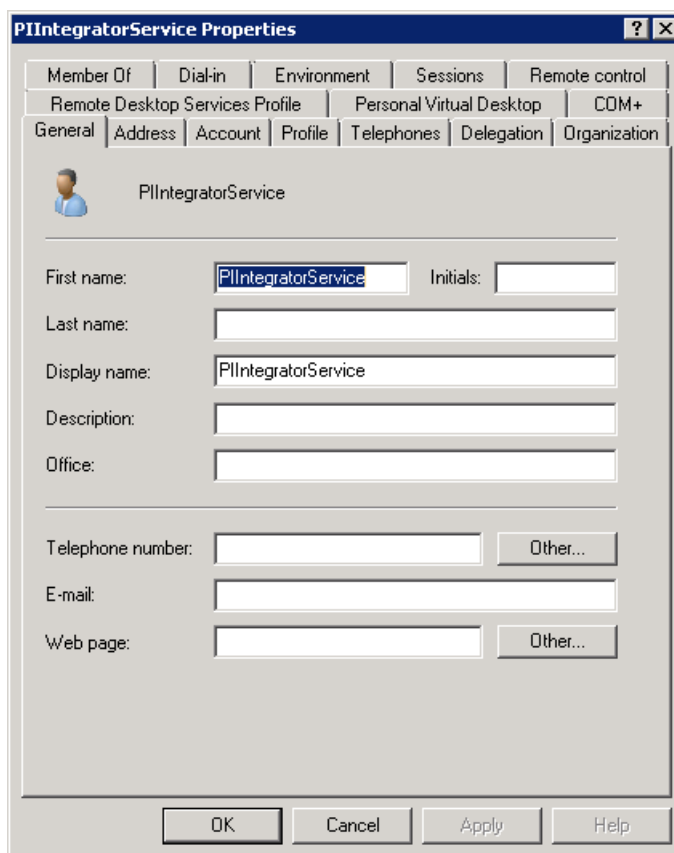 PIIntegratorService Properties
Member Of Dial-in Environment Sessions Remote control
Remote Desktop Services Profile Personal Virtual Desktop COM+
General Address Account Profile Telephones Delegation Organization
PIIntegratorService
First name: PIIntegratorService Initials:
Last name:
Display name: PIIntegratorService
Description:
Office:
Telephone number: Other...
E-mail:
Web page: Other...
OK Cancel Apply Help